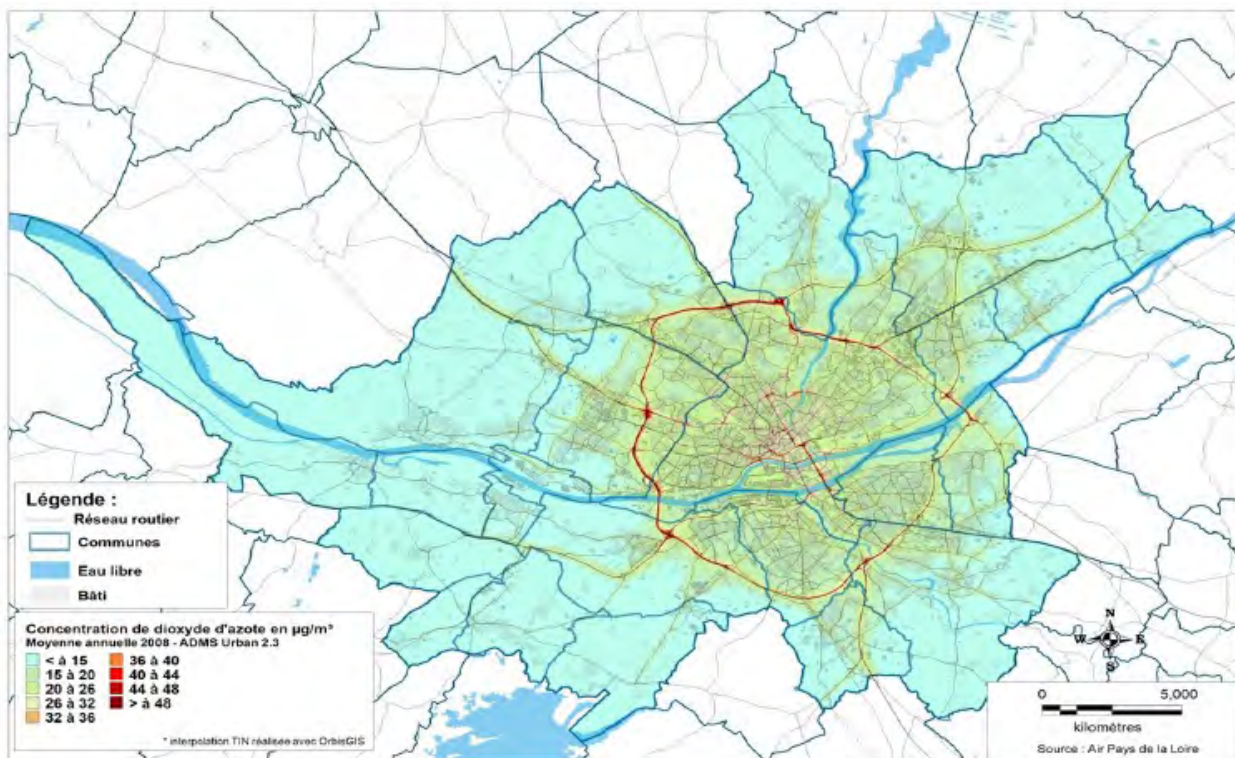 Légende :
Réseau routier
Communes
Eau libre
Bâti
Concentration de dioxyde d'azote en µg/m³
Moyenne annuelle 2008 - ADMS Urban 2.3
< à 15
15 à 20
20 à 26
26 à 32
32 à 36
36 à 40
40 à 44
44 à 48
> à 48
* interpolation TIN réalisée avec OrbisGIS
N
W E
S
0 5,000
kilomètres
Source : Air Pays de la Loire